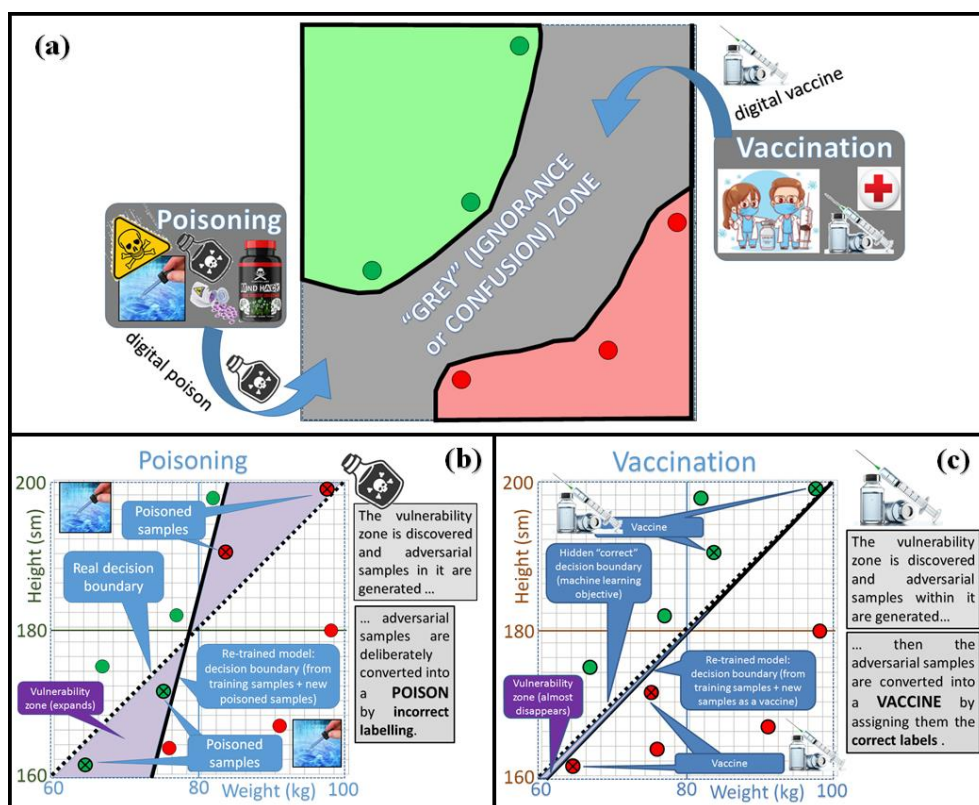 (a)
digital vaccine
Vaccination
Poisoning
"GREY" (IGNORANCE
or CONFUSION) ZONE
digital poison
Poisoning
(b)
200
180
160
Height (sm)
60
80
100
Weight (kg)
Poisoned
samples
Real decision
boundary
Re-trained model:
decision boundary (from
training samples + new
poisoned samples)
Vulnerability
zone (expands)
Poisoned
samples
The vulnerability
zone is discovered
and adversarial
samples in it are
generated ...
... adversarial
samples are
deliberately
converted into
a POISON
by incorrect
labelling.
Vaccination
(c)
200
180
160
Height (sm)
60
80
100
Weight (kg)
Vaccine
Hidden "correct"
decision boundary
(machine learning
objective)
Re-trained model:
decision boundary (from
training samples + new
samples as a vaccine)
Vulnerability
zone (almost
disappears)
Vaccine
The vulnerability
zone is discovered
and adversarial
samples within it
are generated...
... then the
adversarial samples
are converted into
a VACCINE by
assigning them the
correct labels .